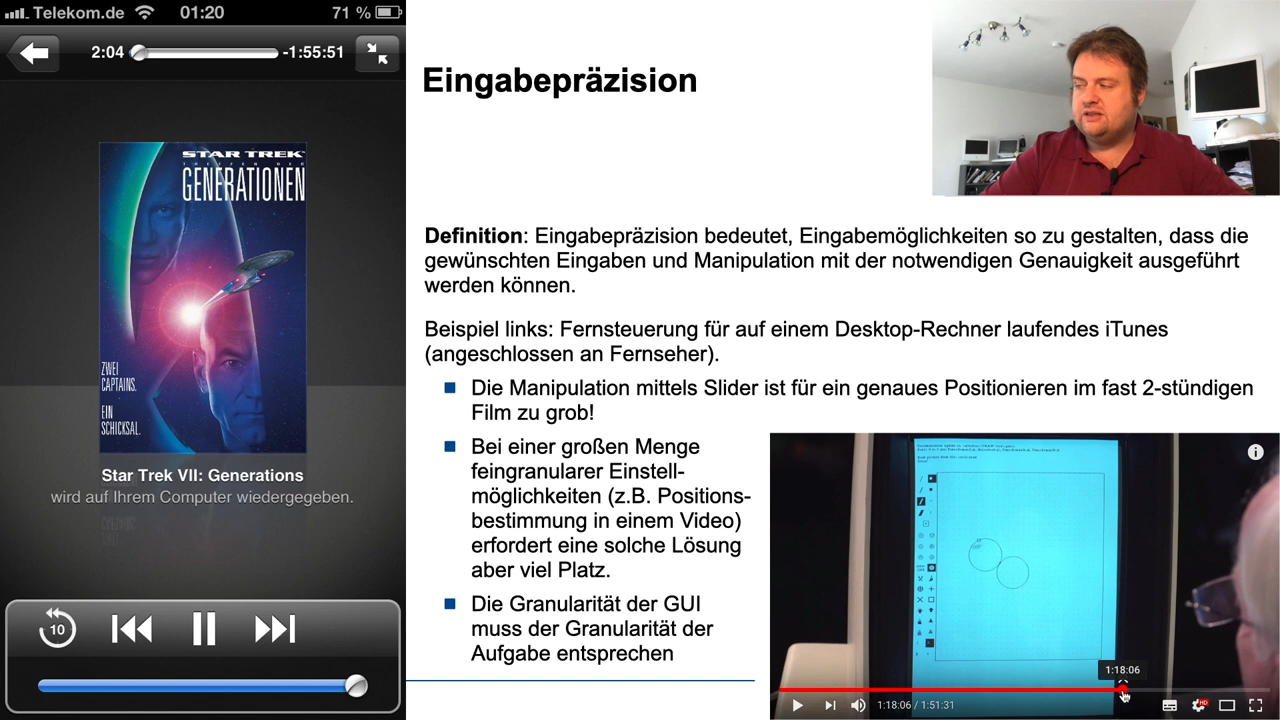 Telekom.de 01:20 71 %
2:04 -1:55:51
STAR TREK
TREFFEN DER
GENERATIONEN
ZWEI
CAPTAINS.
EIN
SCHICKSAL.
Star Trek VII: Generations
wird auf Ihrem Computer wiedergegeben.
10
Eingabepräzision
Definition: Eingabepräzision bedeutet, Eingabemöglichkeiten so zu gestalten, dass die
gewünschten Eingaben und Manipulation mit der notwendigen Genauigkeit ausgeführt
werden können.
Beispiel links: Fernsteuerung für auf einem Desktop-Rechner laufendes iTunes
(angeschlossen an Fernseher).
Die Manipulation mittels Slider ist für ein genaues Positionieren im fast 2-stündigen
Film zu grob!
Bei einer großen Menge
feingranularer Einstell-
möglichkeiten (z.B. Positions-
bestimmung in einem Video)
erfordert eine solche Lösung
aber viel Platz.
Die Granularität der GUI
muss der Granularität der
Aufgabe entsprechen
1:18:06
1:18:06 / 1:51:31
HD